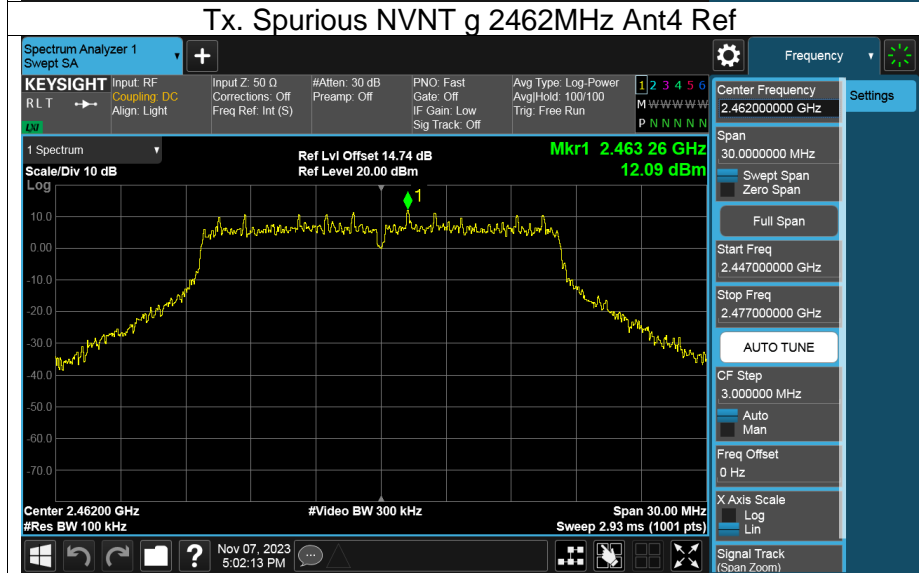 Tx. Spurious NVNT g 2462MHz Ant4 Ref
Spectrum Analyzer 1
Swept SA
+
Frequency
KEYSIGHT
RLT
LXI
Input: RF
Coupling: DC
Align: Light
Input Z: 50 Ω
Corrections: Off
Freq Ref: Int (S)
#Atten: 30 dB
Preamp: Off
PNO: Fast
Gate: Off
IF Gain: Low
Sig Track: Off
Avg Type: Log-Power
Avg|Hold: 100/100
Trig: Free Run
1 2 3 4 5 6
M W W W W W
P N N N N N
1 Spectrum
Scale/Div 10 dB
Ref Lvl Offset 14.74 dB
Ref Level 20.00 dBm
Mkr1 2.463 26 GHz
12.09 dBm
Log
1
10.0
0.00
-10.0
-20.0
-30.0
-40.0
-50.0
-60.0
-70.0
Center 2.46200 GHz
#Res BW 100 kHz
#Video BW 300 kHz
Span 30.00 MHz
Sweep 2.93 ms (1001 pts)
?
Nov 07, 2023
5:02:13 PM
Center Frequency
2.462000000 GHz
Settings
Span
30.0000000 MHz
Swept Span
Zero Span
Full Span
Start Freq
2.447000000 GHz
Stop Freq
2.477000000 GHz
AUTO TUNE
CF Step
3.000000 MHz
Auto
Man
Freq Offset
0 Hz
X Axis Scale
Log
Lin
Signal Track
(Span Zoom)